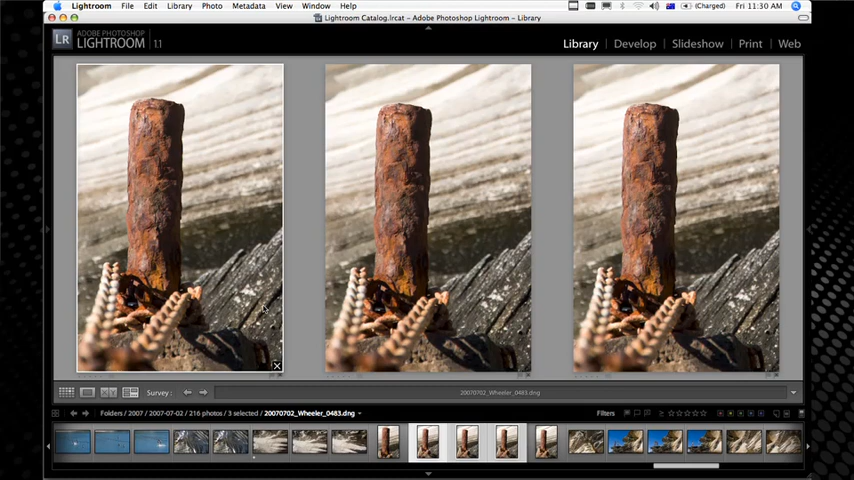 Lightroom File Edit Library Photo Metadata View Window Help (Charged) Fri 11:30 AM
Lightroom Catalog.lrcat - Adobe Photoshop Lightroom - Library
LR ADOBE PHOTOSHOP LIGHTROOM 1.1
Library | Develop | Slideshow | Print | Web
XY Survey :
20070702_Wheeler_0483.dng
Folders / 2007 / 2007-07-02 / 216 photos / 3 selected / 20070702_Wheeler_0483.dng
Filters